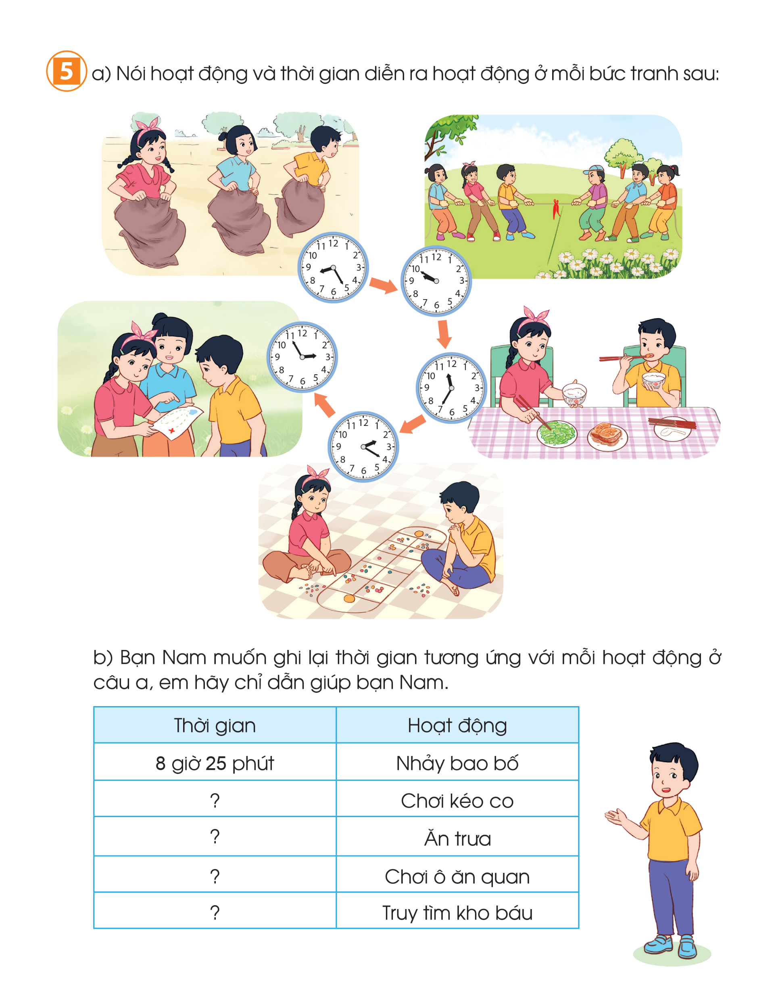 5 a) Nói hoạt động và thời gian diễn ra hoạt động ở mỗi bức tranh sau:
12 1 2 3 4 5 6 7 8 9 10 11
12 1 2 3 4 5 6 7 8 9 10 11
12 1 2 3 4 5 6 7 8 9 10 11
12 1 2 3 4 5 6 7 8 9 10 11
12 1 2 3 4 5 6 7 8 9 10 11
b) Bạn Nam muốn ghi lại thời gian tương ứng với mỗi hoạt động ở
câu a, em hãy chỉ dẫn giúp bạn Nam.
Thời gian Hoạt động
8 giờ 25 phút Nhảy bao bố
? Chơi kéo co
? Ăn trưa
? Chơi ô ăn quan
? Truy tìm kho báu